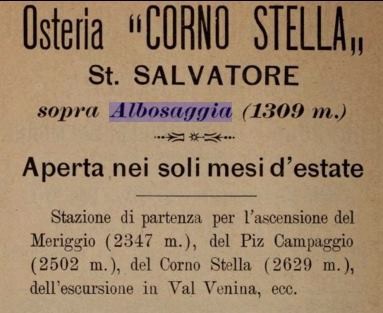 Osteria "CORNO STELLA„
St. SALVATORE
sopra Albosaggia (1309 m.)
Aperta nei soli mesi d'estate
Stazione di partenza per l'ascensione del
Meriggio (2347 m.), del Piz Campaggio
(2502 m.), del Corno Stella (2629 m.),
dell'escursione in Val Venina, ecc.